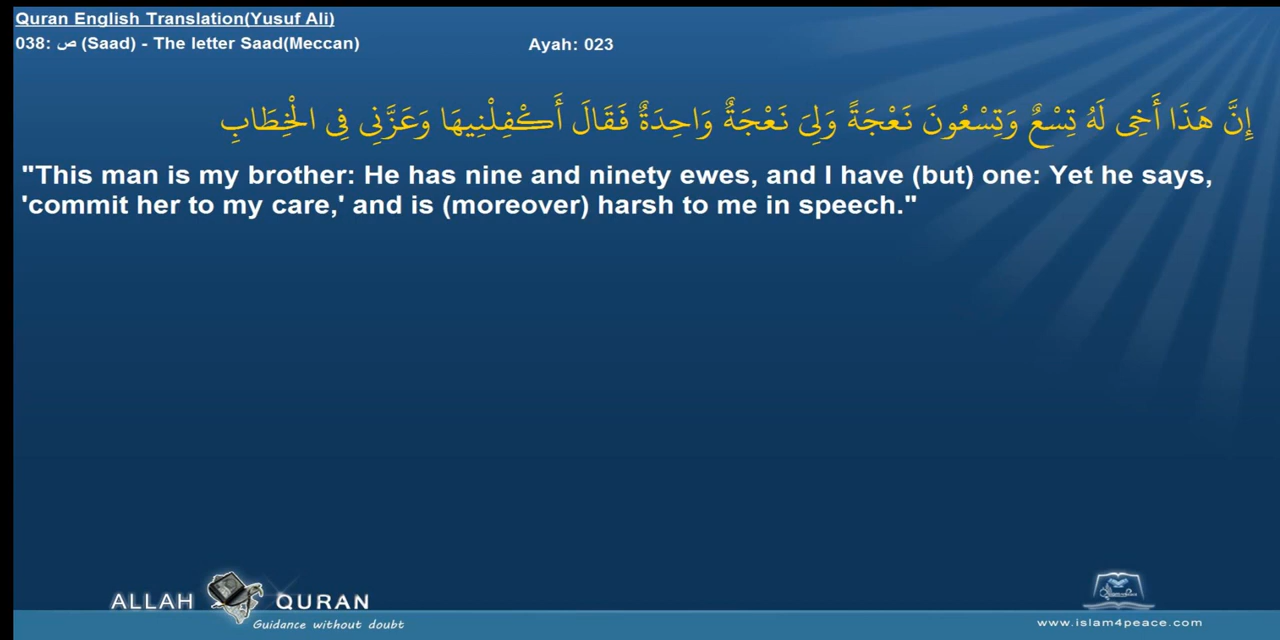 Quran English Translation(Yusuf Ali)
038: ص (Saad) - The letter Saad(Meccan) Ayah: 023
إِنَّ هَذَا أَخِي لَهُ تِسْعٌ وَتِسْعُونَ نَعْجَةً وَلِيَ نَعْجَةٌ وَاحِدَةٌ فَقَالَ أَكْفِلْنِيهَا وَعَزَّنِي فِي الْخِطَابِ
"This man is my brother: He has nine and ninety ewes, and I have (but) one: Yet he says,
'commit her to my care,' and is (moreover) harsh to me in speech."
ALLAH QURAN
Guidance without doubt
www.islam4peace.com